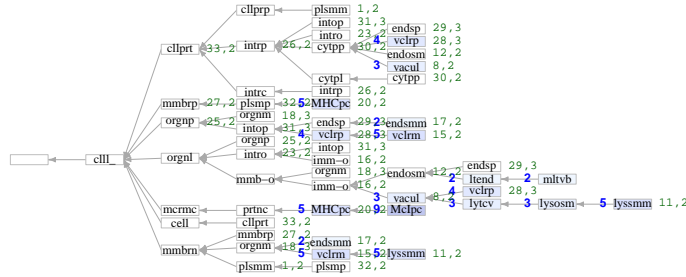 cllprp plsmm 1,2
intop 31,3
intro 23,2 endsp 29,3
cllprt 33,2 intrp 26,2 cytpp 30,2 4 vclrp 28,3
endosm 12,2
3 vacul 8,2
cytpl cytpp 30,2
intrc intrp 26,2
mmbrp 27,2 plsmp 32,2 5 MHCpc 20,2
orgnm 18,3
orgnp 25,2 intop 31,3 endsp 29,3 2 endsmm 17,2
4 vclrp 28,3 5 vclrm 15,2
orgnp 25,2
intop 31,3
clll_ orgnl intro 23,2 imm-o 16,2
orgnm 18,3 endosm 12,2 endsp 29,3
mmb-o imm-o 16,2 2 ltend 2 mltvb
3 vacul 8,2 4 vclrp 28,3
3 lytcv 3 lysosm 5 lyssmm 11,2
mcrmc prtnc 5 MHCpc 20,2 9 McIpc
cell cllprt 33,2
mmbrp 27,2
mmbrn orgnm 18,3 2 endsmm 17,2
5 vclrm 15,2 5 lyssmm 11,2
plsmm 1,2 plsmp 32,2